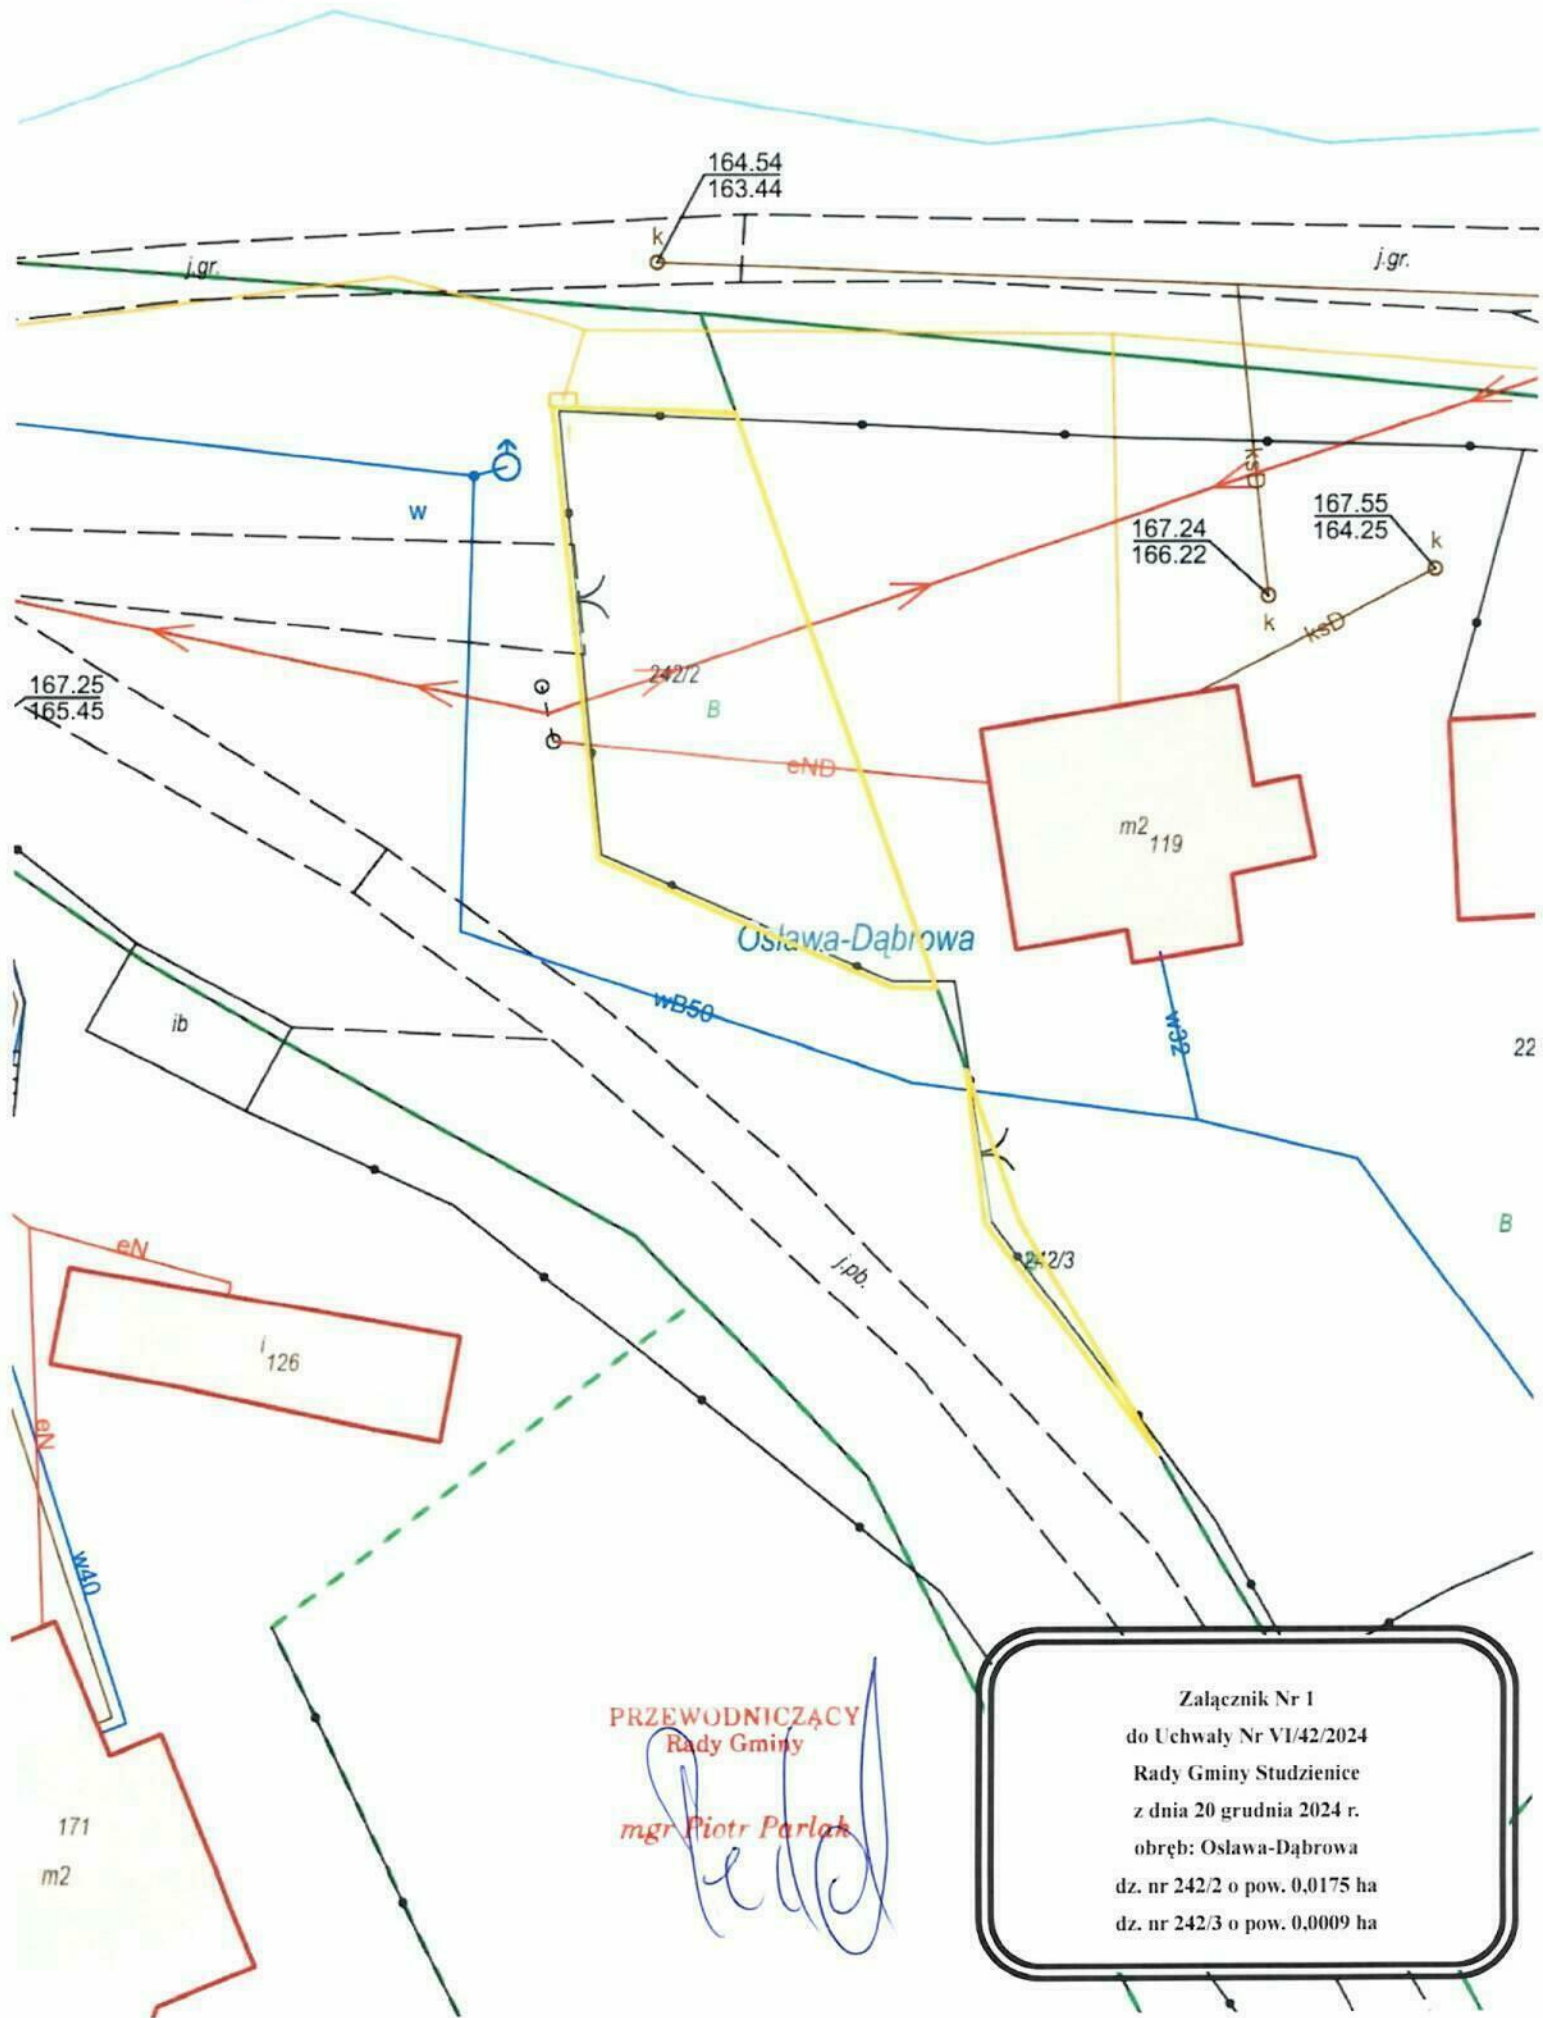 164.54
163.44
k
j.gr.
j.gr.
ksD
167.55
164.25
167.24
166.22
k
w
k
ksD
242/2
167.25
165.45
B
eND
m2
119
Osława-Dąbrowa
wB50
ib
w32
22
B
eN
242/3
j.pb.
i
126
eN
w40
PRZEWODNICZĄCY
Rady Gminy
mgr Piotr Parlak
171
m2
Załącznik Nr 1
do Uchwały Nr VI/42/2024
Rady Gminy Studzienice
z dnia 20 grudnia 2024 r.
obręb: Osława-Dąbrowa
dz. nr 242/2 o pow. 0,0175 ha
dz. nr 242/3 o pow. 0,0009 ha